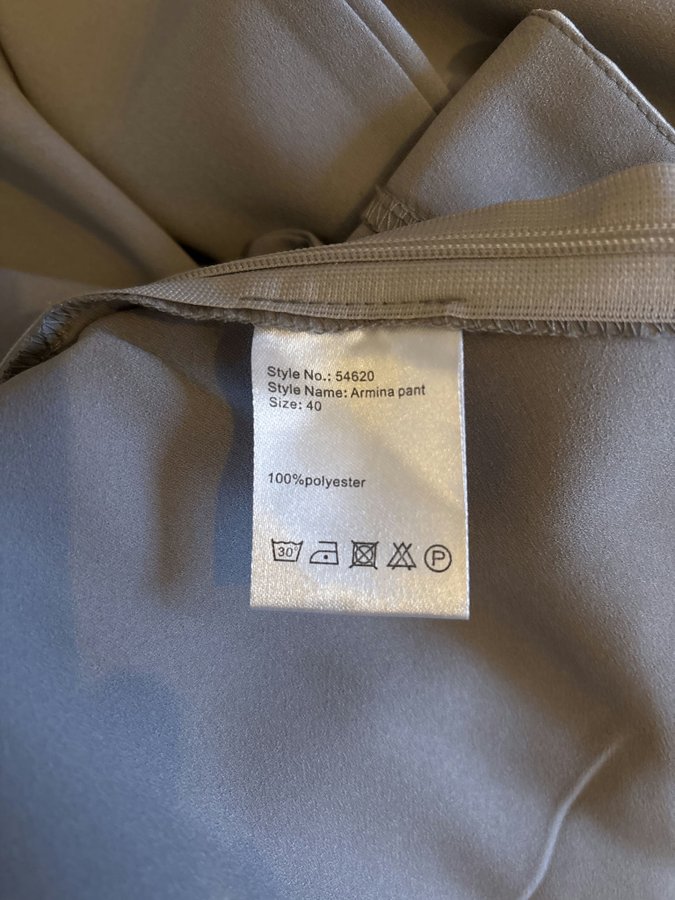 Style No.: 54620
Style Name: Armina pant
Size: 40
100%polyester
30° P